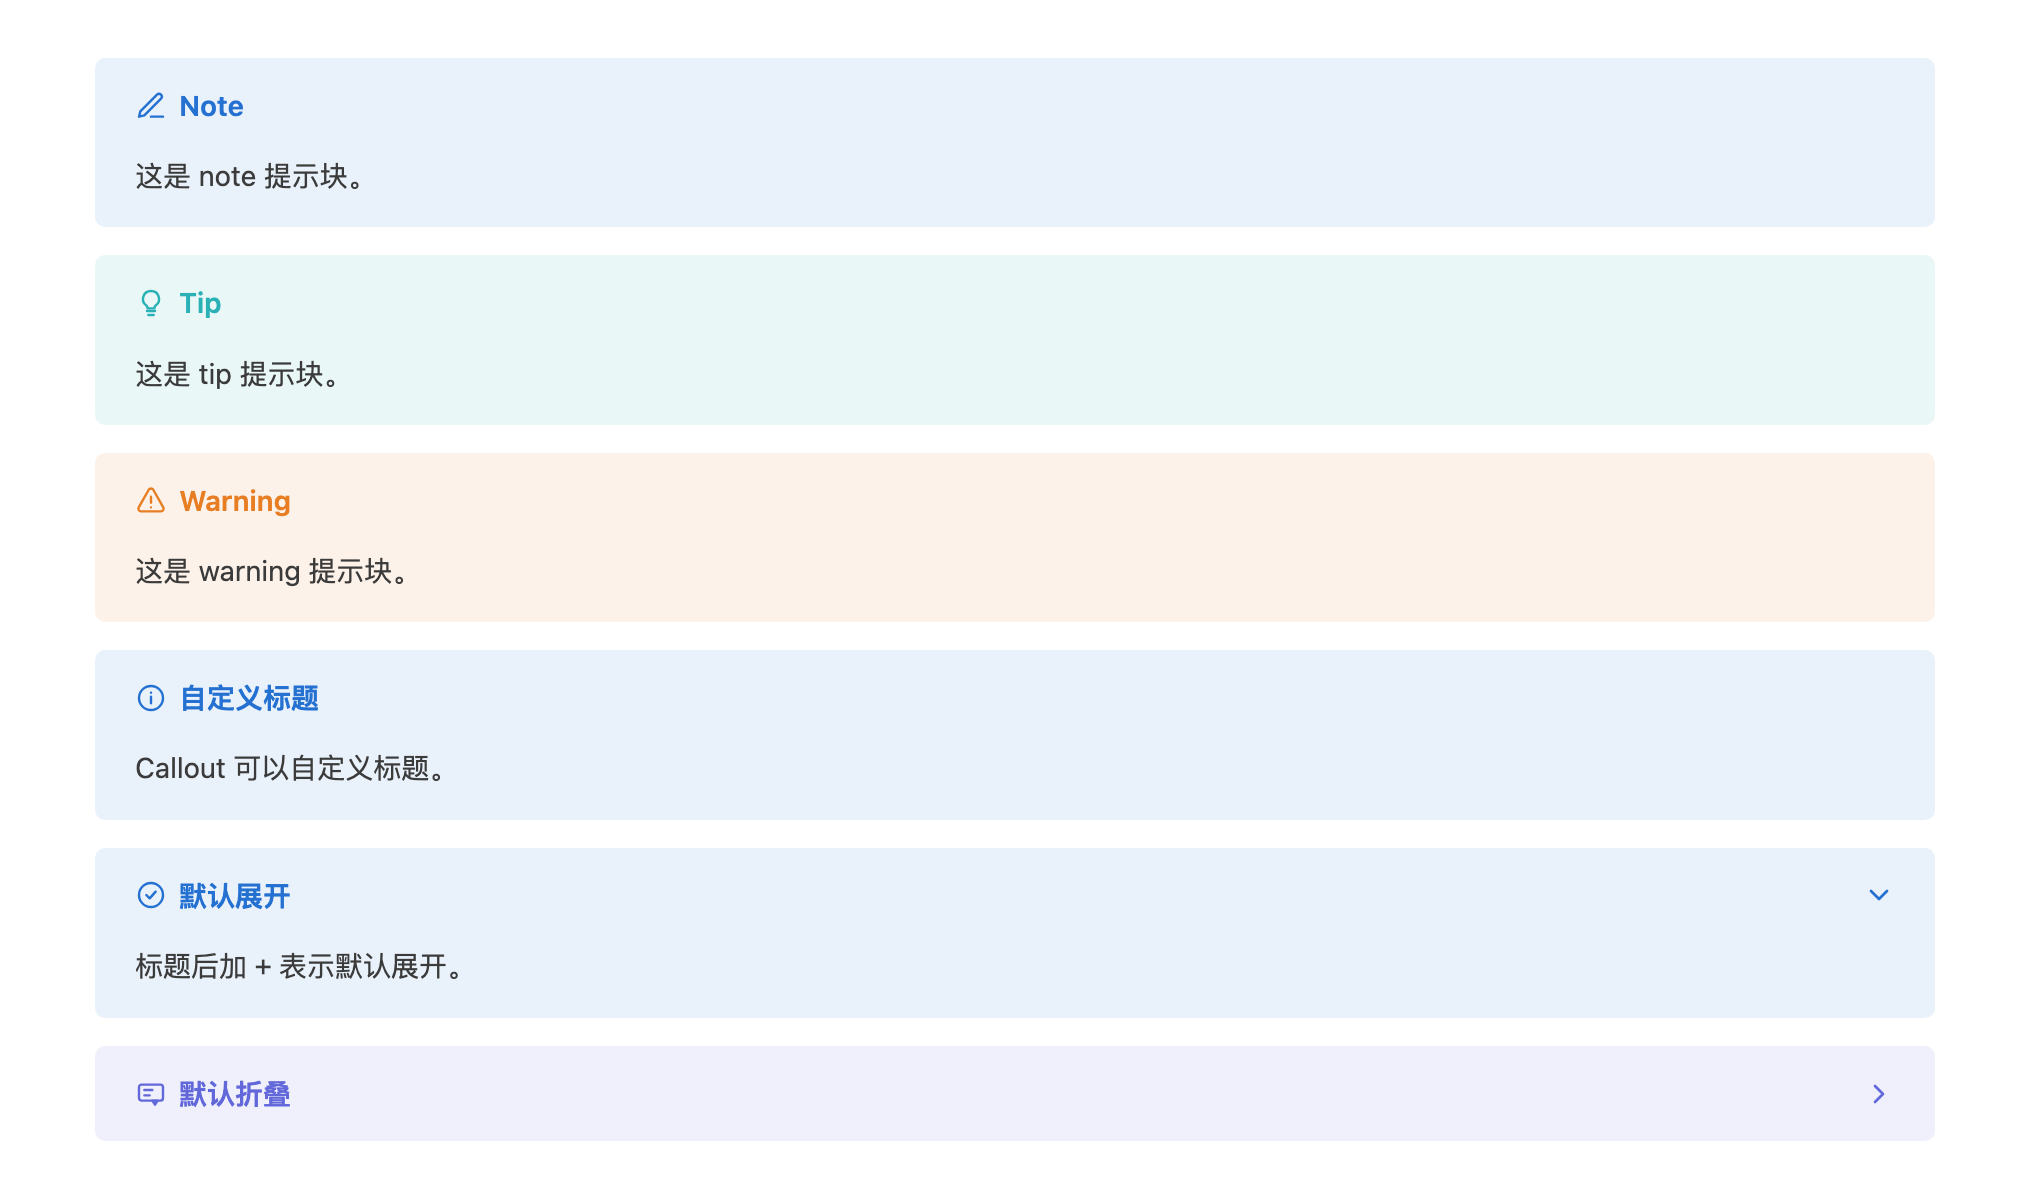 Note
这是 note 提示块。
Tip
这是 tip 提示块。
Warning
这是 warning 提示块。
自定义标题
Callout 可以自定义标题。
默认展开
标题后加 + 表示默认展开。
默认折叠